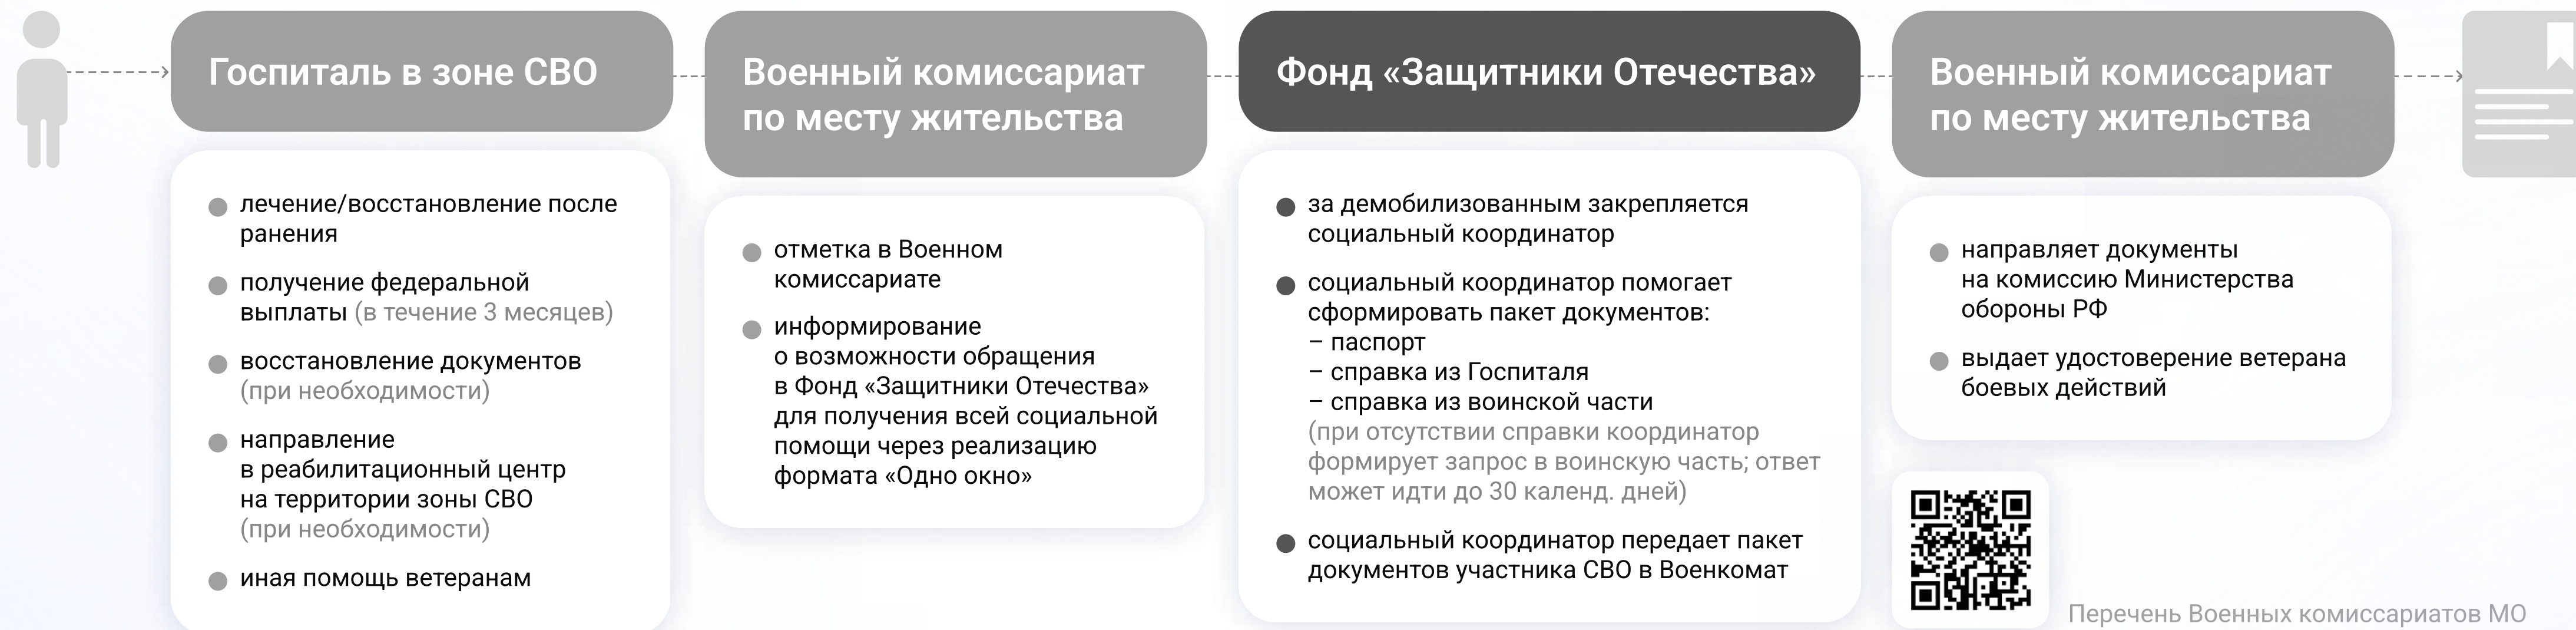 Госпиталь в зоне СВО
лечение/восстановление после
ранения
получение федеральной
выплаты (в течение 3 месяцев)
восстановление документов
(при необходимости)
направление
в реабилитационный центр
на территории зоны СВО
(при необходимости)
иная помощь ветеранам
Военный комиссариат
по месту жительства
отметка в Военном
комиссариате
информирование
о возможности обращения
в Фонд «Защитники Отечества»
для получения всей социальной
помощи через реализацию
формата «Одно окно»
Фонд «Защитники Отечества»
за демобилизованным закрепляется
социальный координатор
социальный координатор помогает
сформировать пакет документов:
– паспорт
– справка из Госпиталя
– справка из воинской части
(при отсутствии справки координатор
формирует запрос в воинскую часть; ответ
может идти до 30 календ. дней)
социальный координатор передает пакет
документов участника СВО в Военкомат
Военный комиссариат
по месту жительства
направляет документы
на комиссию Министерства
обороны РФ
выдает удостоверение ветерана
боевых действий
Перечень Военных комиссариатов МО